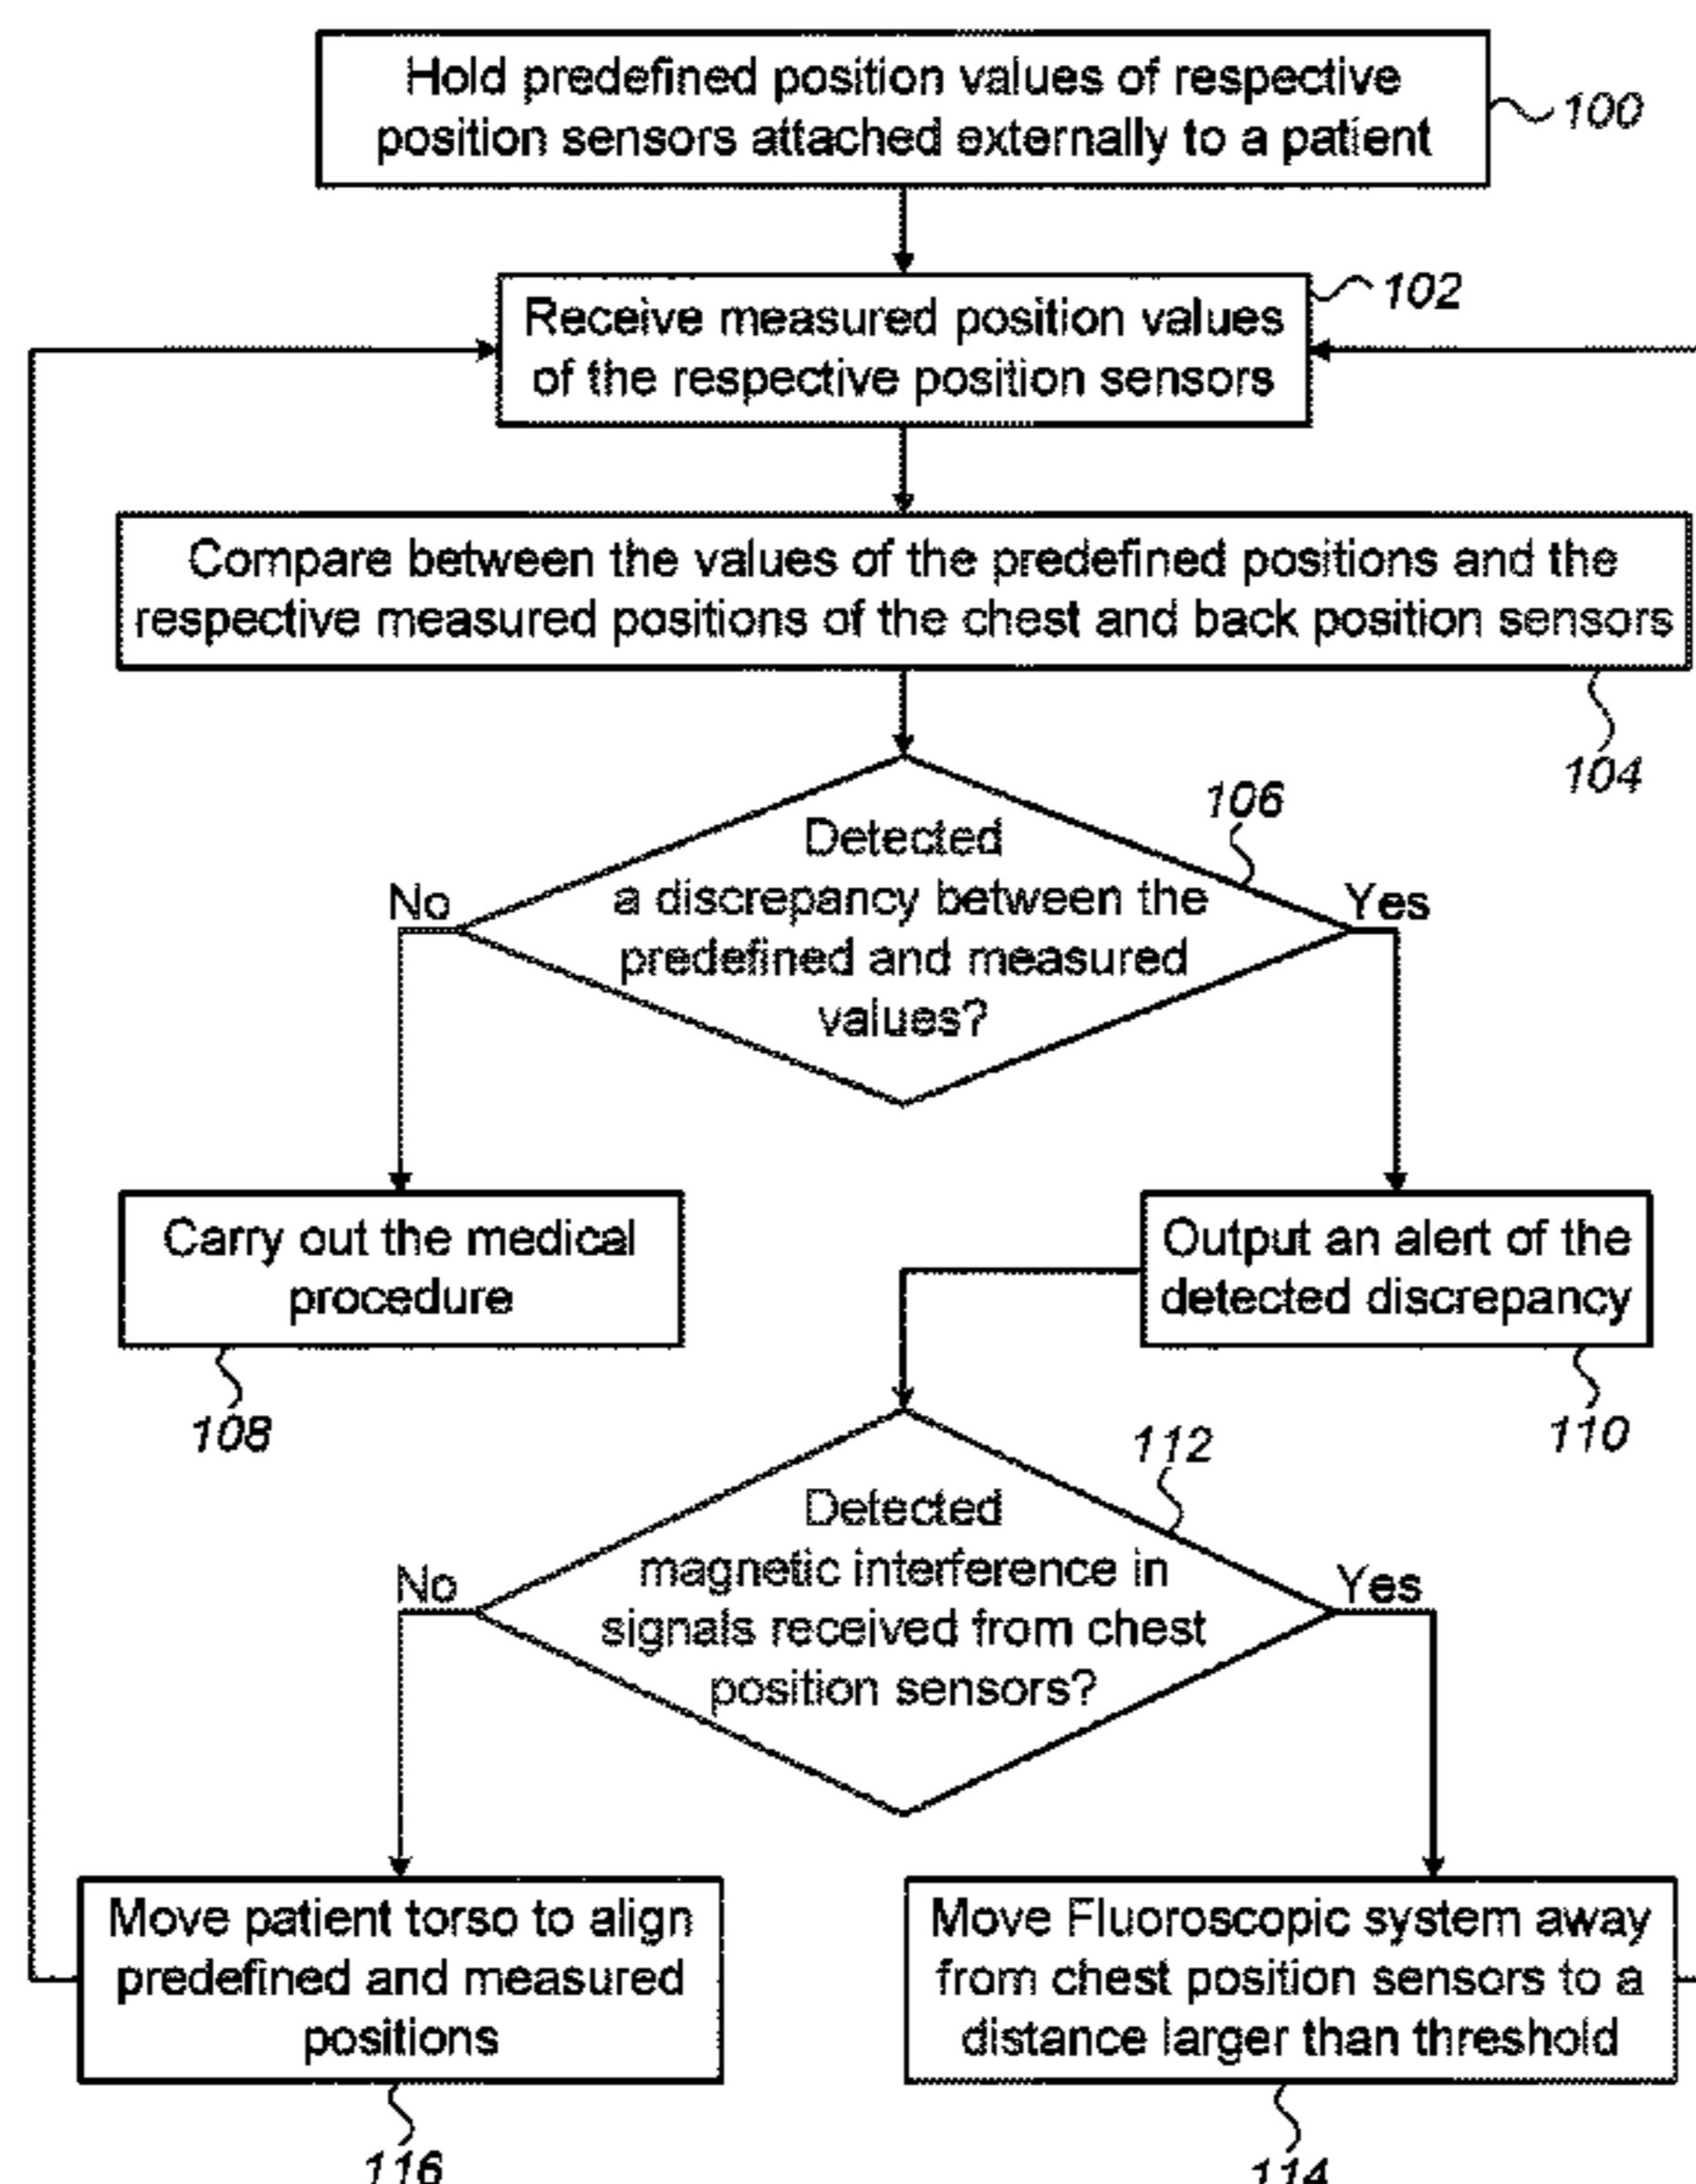 Hold predefined position values of respective
position sensors attached externally to a patient
100
102
Receive measured position values
of the respective position sensors
Compare between the values of the predefined positions and the
respective measured positions of the chest and back position sensors
104
106
Detected
a discrepancy between the
predefined and measured
values?
No
Yes
Carry out the medical
procedure
108
Output an alert of the
detected discrepancy
110
112
Detected
magnetic interference in
signals received from chest
position sensors?
No
Yes
Move patient torso to align
predefined and measured
positions
116
Move Fluoroscopic system away
from chest position sensors to a
distance larger than threshold
114